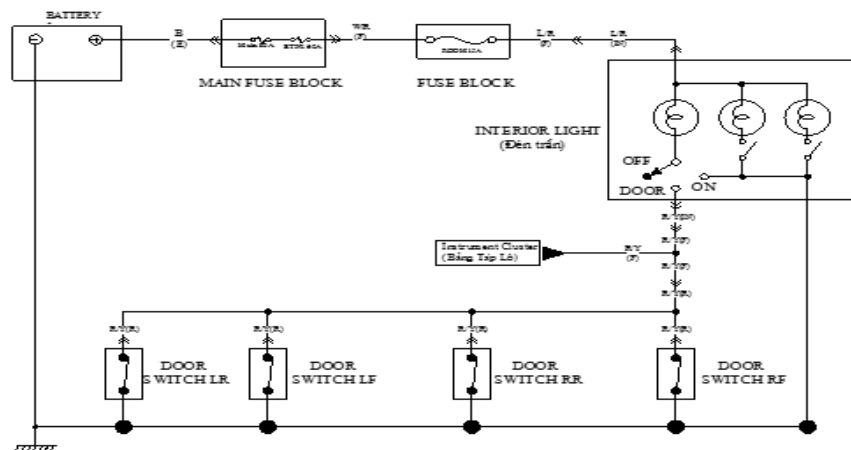 BATTERY
B
(E)
W/R
(F)
L/R
(F)
L/R
MAIN FUSE BLOCK
FUSE BLOCK
INTERIOR LIGHT
(Đèn trần)
OFF
DOOR
ON
Instrument Cluster
(Bảng Táp Lô)
R/Y
(F)
R/Y(F)
R/Y(F)
R/Y(R)
R/Y(R)
R/Y(R)
R/Y(R)
R/Y(R)
DOOR
SWITCH LR
DOOR
SWITCH LF
DOOR
SWITCH RR
DOOR
SWITCH RF